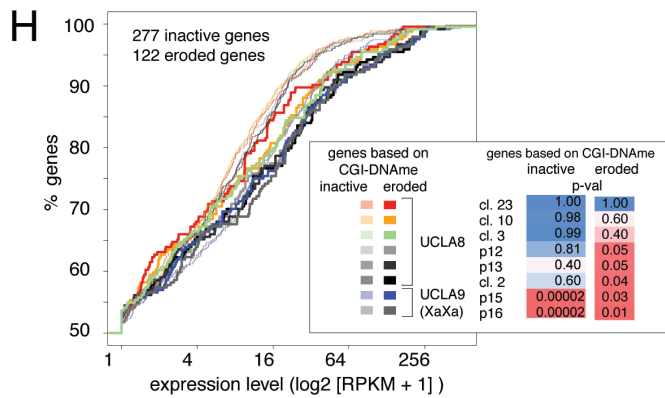 H
277 inactive genes
122 eroded genes
100
90
80
70
60
50
% genes
1
4
16
64
256
expression level (log2 [RPKM + 1] )
genes based on
CGI-DNAme
inactive eroded
UCLA8
UCLA9
(XaXa)
genes based on CGI-DNAme
inactive eroded
p-val
cl. 23 1.00 1.00
cl. 10 0.98 0.60
cl. 3 0.99 0.40
p12 0.81 0.05
p13 0.40 0.05
cl. 2 0.60 0.04
p15 0.00002 0.03
p16 0.00002 0.01